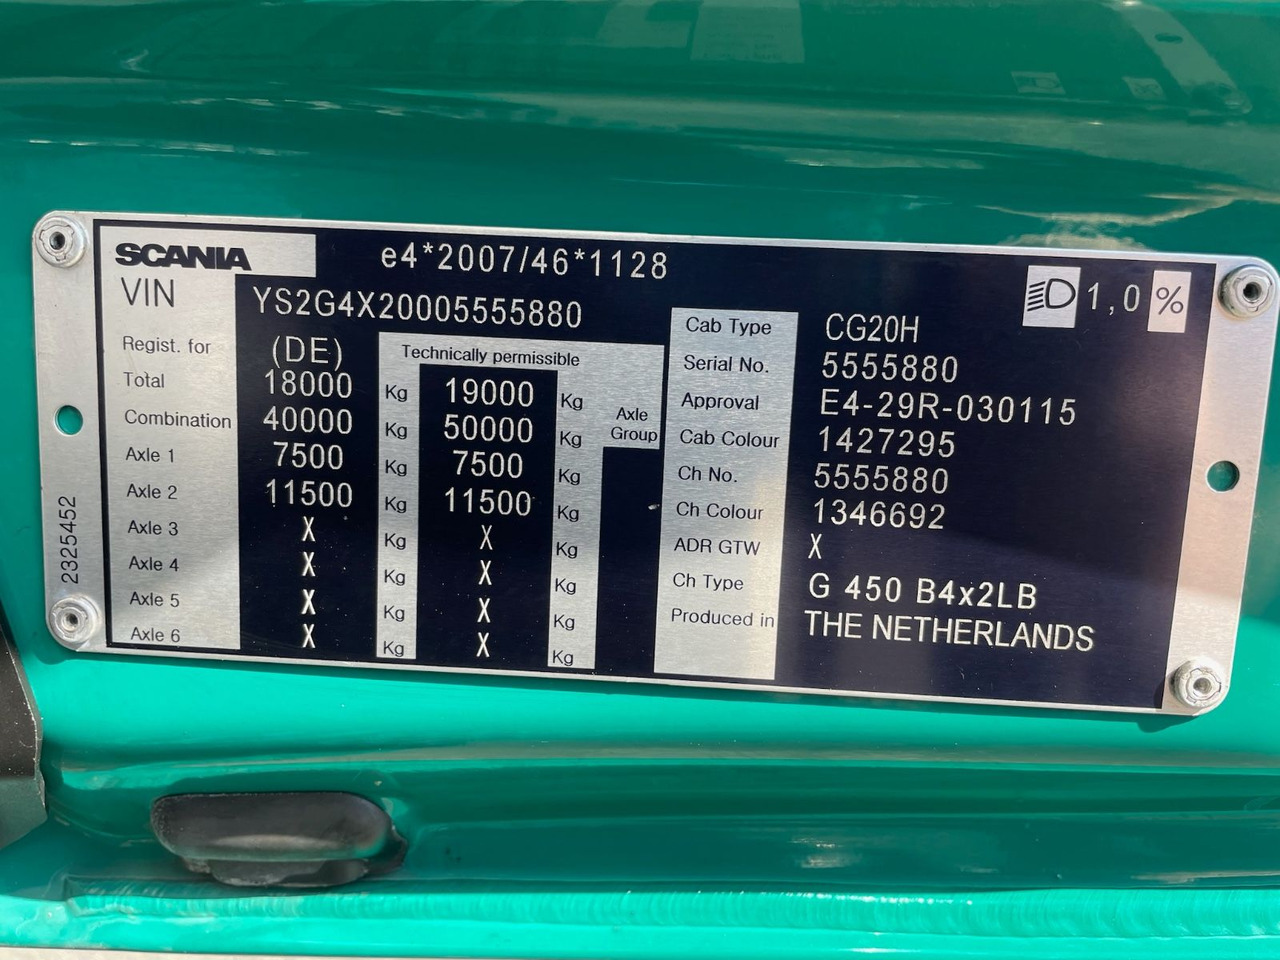 SCANIA e4*2007/46*1128
1,0 %
VIN YS2G4X20005555880
Regist. for (DE) Technically permissible
Total 18000 Kg 19000 Kg
Combination 40000 Kg 50000 Kg Axle Group
Axle 1 7500 Kg 7500 Kg
Axle 2 11500 Kg 11500 Kg
Axle 3 X Kg X Kg
Axle 4 X Kg X Kg
Axle 5 X Kg X Kg
Axle 6 X Kg X Kg
Cab Type CG20H
Serial No. 5555880
Approval E4-29R-030115
Cab Colour 1427295
Ch No. 5555880
Ch Colour 1346692
ADR GTW X
Ch Type G 450 B4x2LB
Produced in THE NETHERLANDS
2325452